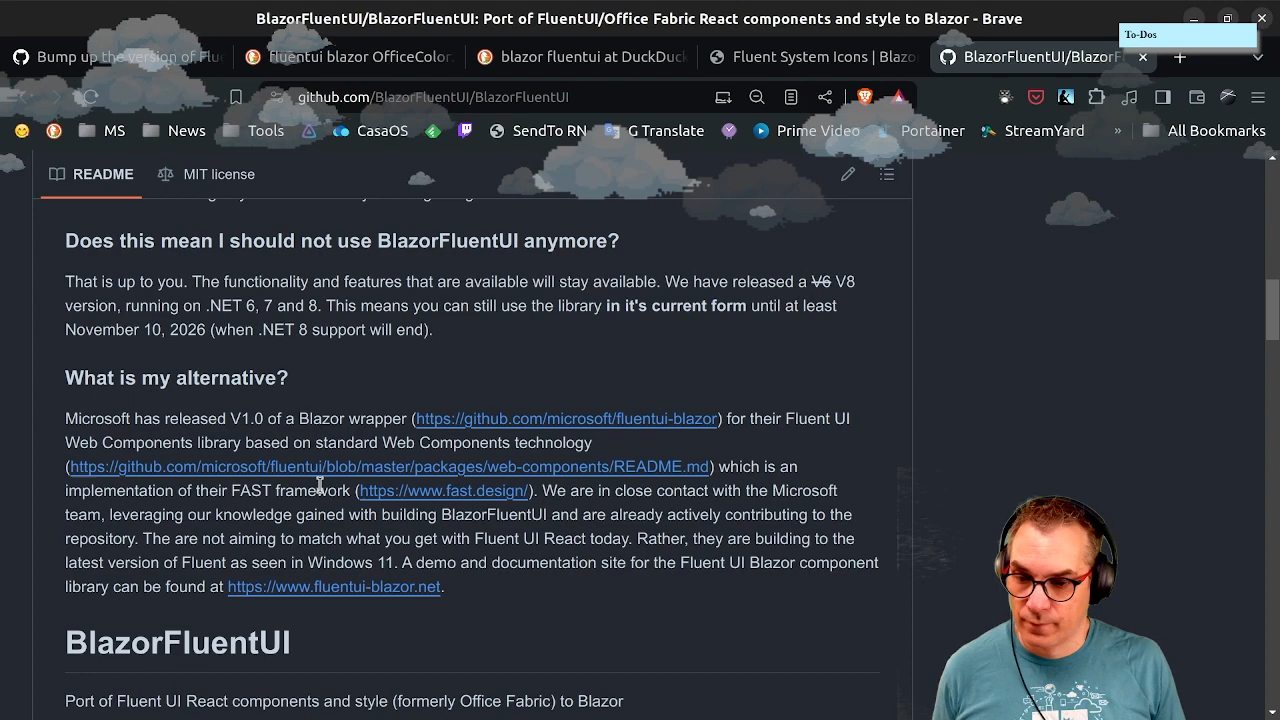 BlazorFluentUI/BlazorFluentUI: Port of FluentUI/Office Fabric React components and style to Blazor - Brave
To-Dos
Bump up the version of Flue
fluentui blazor OfficeColor.
blazor fluentui at DuckDuc
Fluent System Icons | Blazo
BlazorFluentUI/BlazorF
github.com/BlazorFluentUI/BlazorFluentUI
MS
News
Tools
CasaOS
SendTo RN
G Translate
Prime Video
Portainer
StreamYard
»
All Bookmarks
README
MIT license
Does this mean I should not use BlazorFluentUI anymore?
That is up to you. The functionality and features that are available will stay available. We have released a V6 V8
version, running on .NET 6, 7 and 8. This means you can still use the library in it's current form until at least
November 10, 2026 (when .NET 8 support will end).
What is my alternative?
Microsoft has released V1.0 of a Blazor wrapper (https://github.com/microsoft/fluentui-blazor) for their Fluent UI
Web Components library based on standard Web Components technology
(https://github.com/microsoft/fluentui/blob/master/packages/web-components/README.md) which is an
implementation of their FAST framework (https://www.fast.design/). We are in close contact with the Microsoft
team, leveraging our knowledge gained with building BlazorFluentUI and are already actively contributing to the
repository. The are not aiming to match what you get with Fluent UI React today. Rather, they are building to the
latest version of Fluent as seen in Windows 11. A demo and documentation site for the Fluent UI Blazor component
library can be found at https://www.fluentui-blazor.net.
BlazorFluentUI
Port of Fluent UI React components and style (formerly Office Fabric) to Blazor